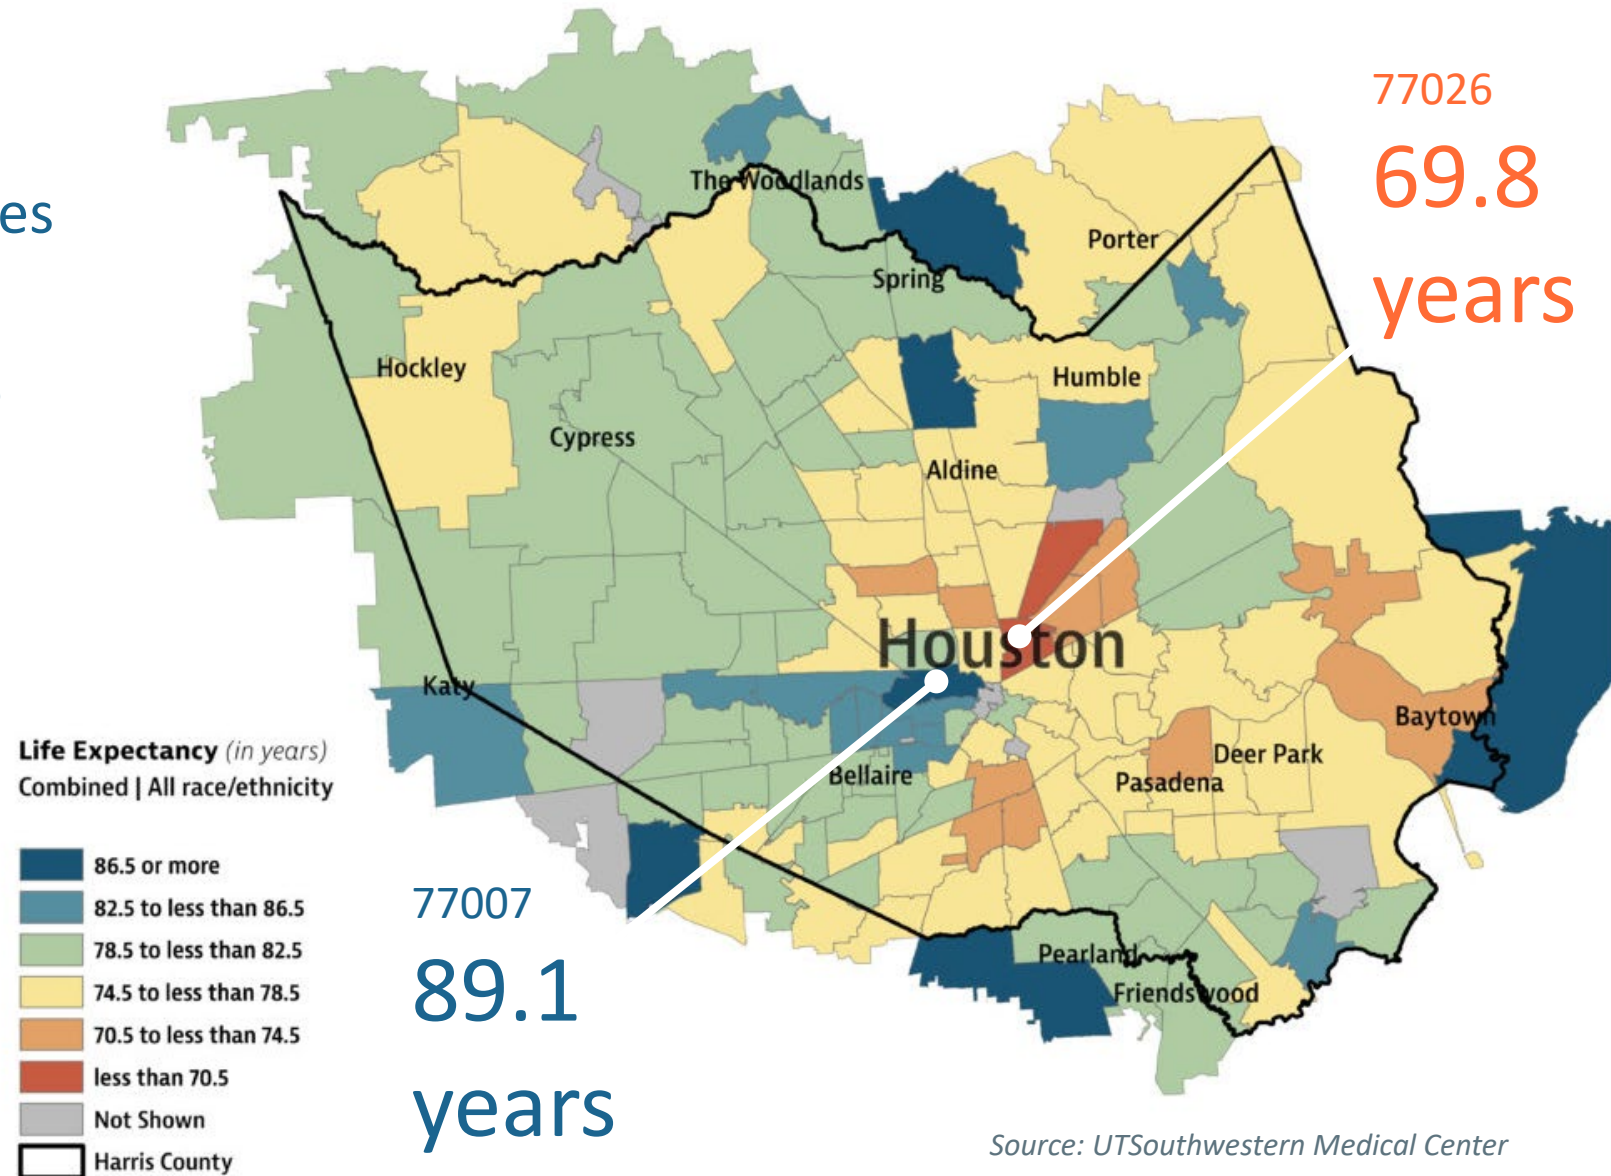 es
77026
69.8
years
The Woodlands
Porter
Spring
Hockley
Humble
Cypress
Aldine
Houston
Katy
Baytown
Deer Park
Bellaire
Pasadena
Pearland
Friendswood
Life Expectancy (in years)
Combined | All race/ethnicity
86.5 or more
82.5 to less than 86.5
78.5 to less than 82.5
74.5 to less than 78.5
70.5 to less than 74.5
less than 70.5
Not Shown
Harris County
77007
89.1
years
Source: UTSouthwestern Medical Center